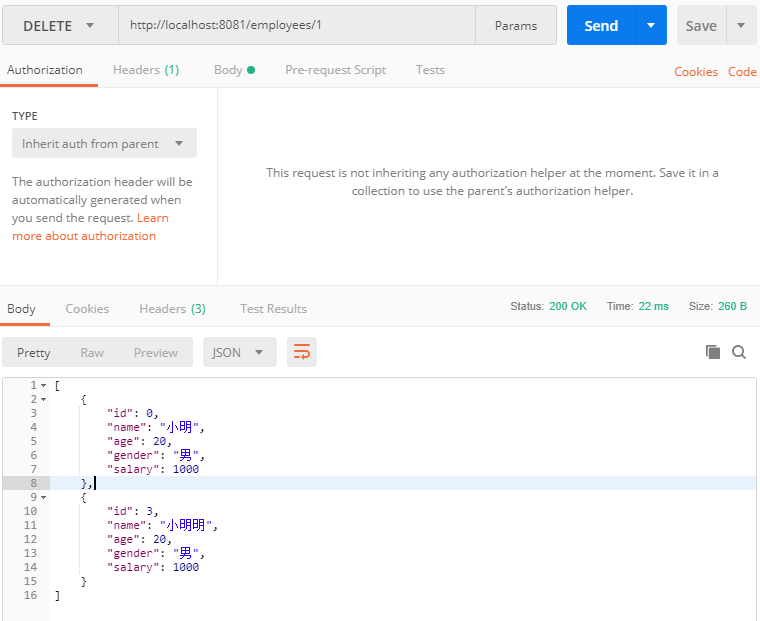 DELETE http://localhost:8081/employees/1 Params Send Save
Authorization Headers (1) Body Pre-request Script Tests Cookies Code
TYPE
Inherit auth from parent
The authorization header will be
automatically generated when
you send the request. Learn
more about authorization
This request is not inheriting any authorization helper at the moment. Save it in a
collection to use the parent's authorization helper.
Body Cookies Headers (3) Test Results Status: 200 OK Time: 22 ms Size: 260 B
Pretty Raw Preview JSON
1 [
2 {
3 "id": 0,
4 "name": "小明",
5 "age": 20,
6 "gender": "男",
7 "salary": 1000
8 },
9 {
10 "id": 3,
11 "name": "小明明",
12 "age": 20,
13 "gender": "男",
14 "salary": 1000
15 }
16 ]